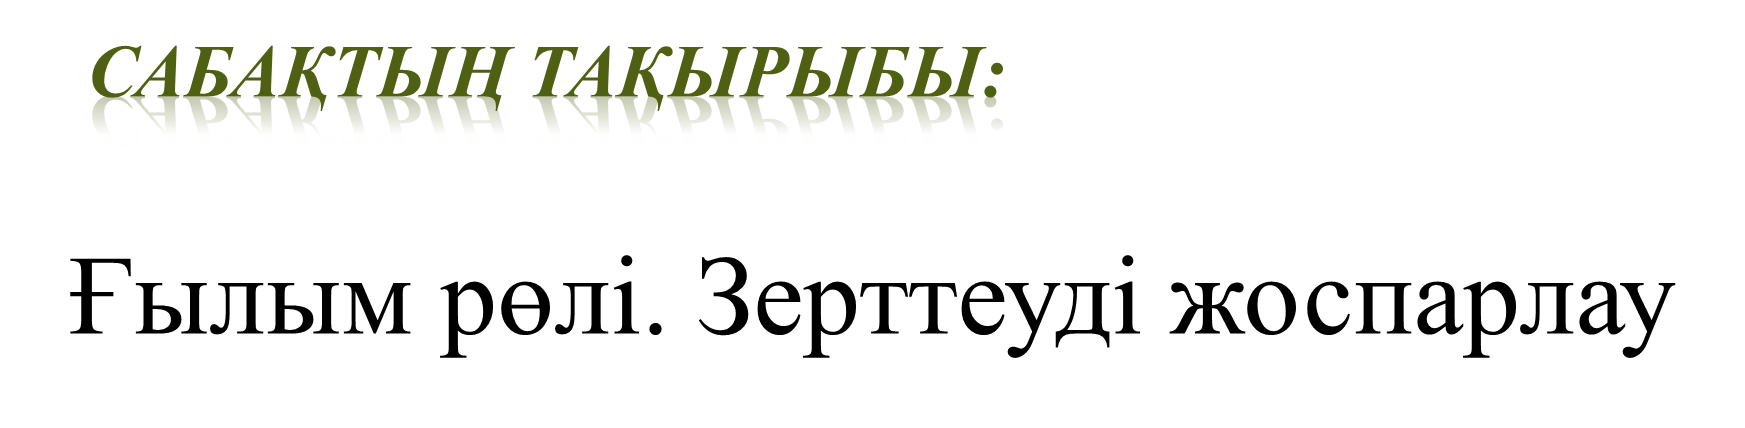 САБАҚТЫҢ ТАҚЫРЫБЫ:
Ғылым рөлі. Зерттеуді жоспарлау